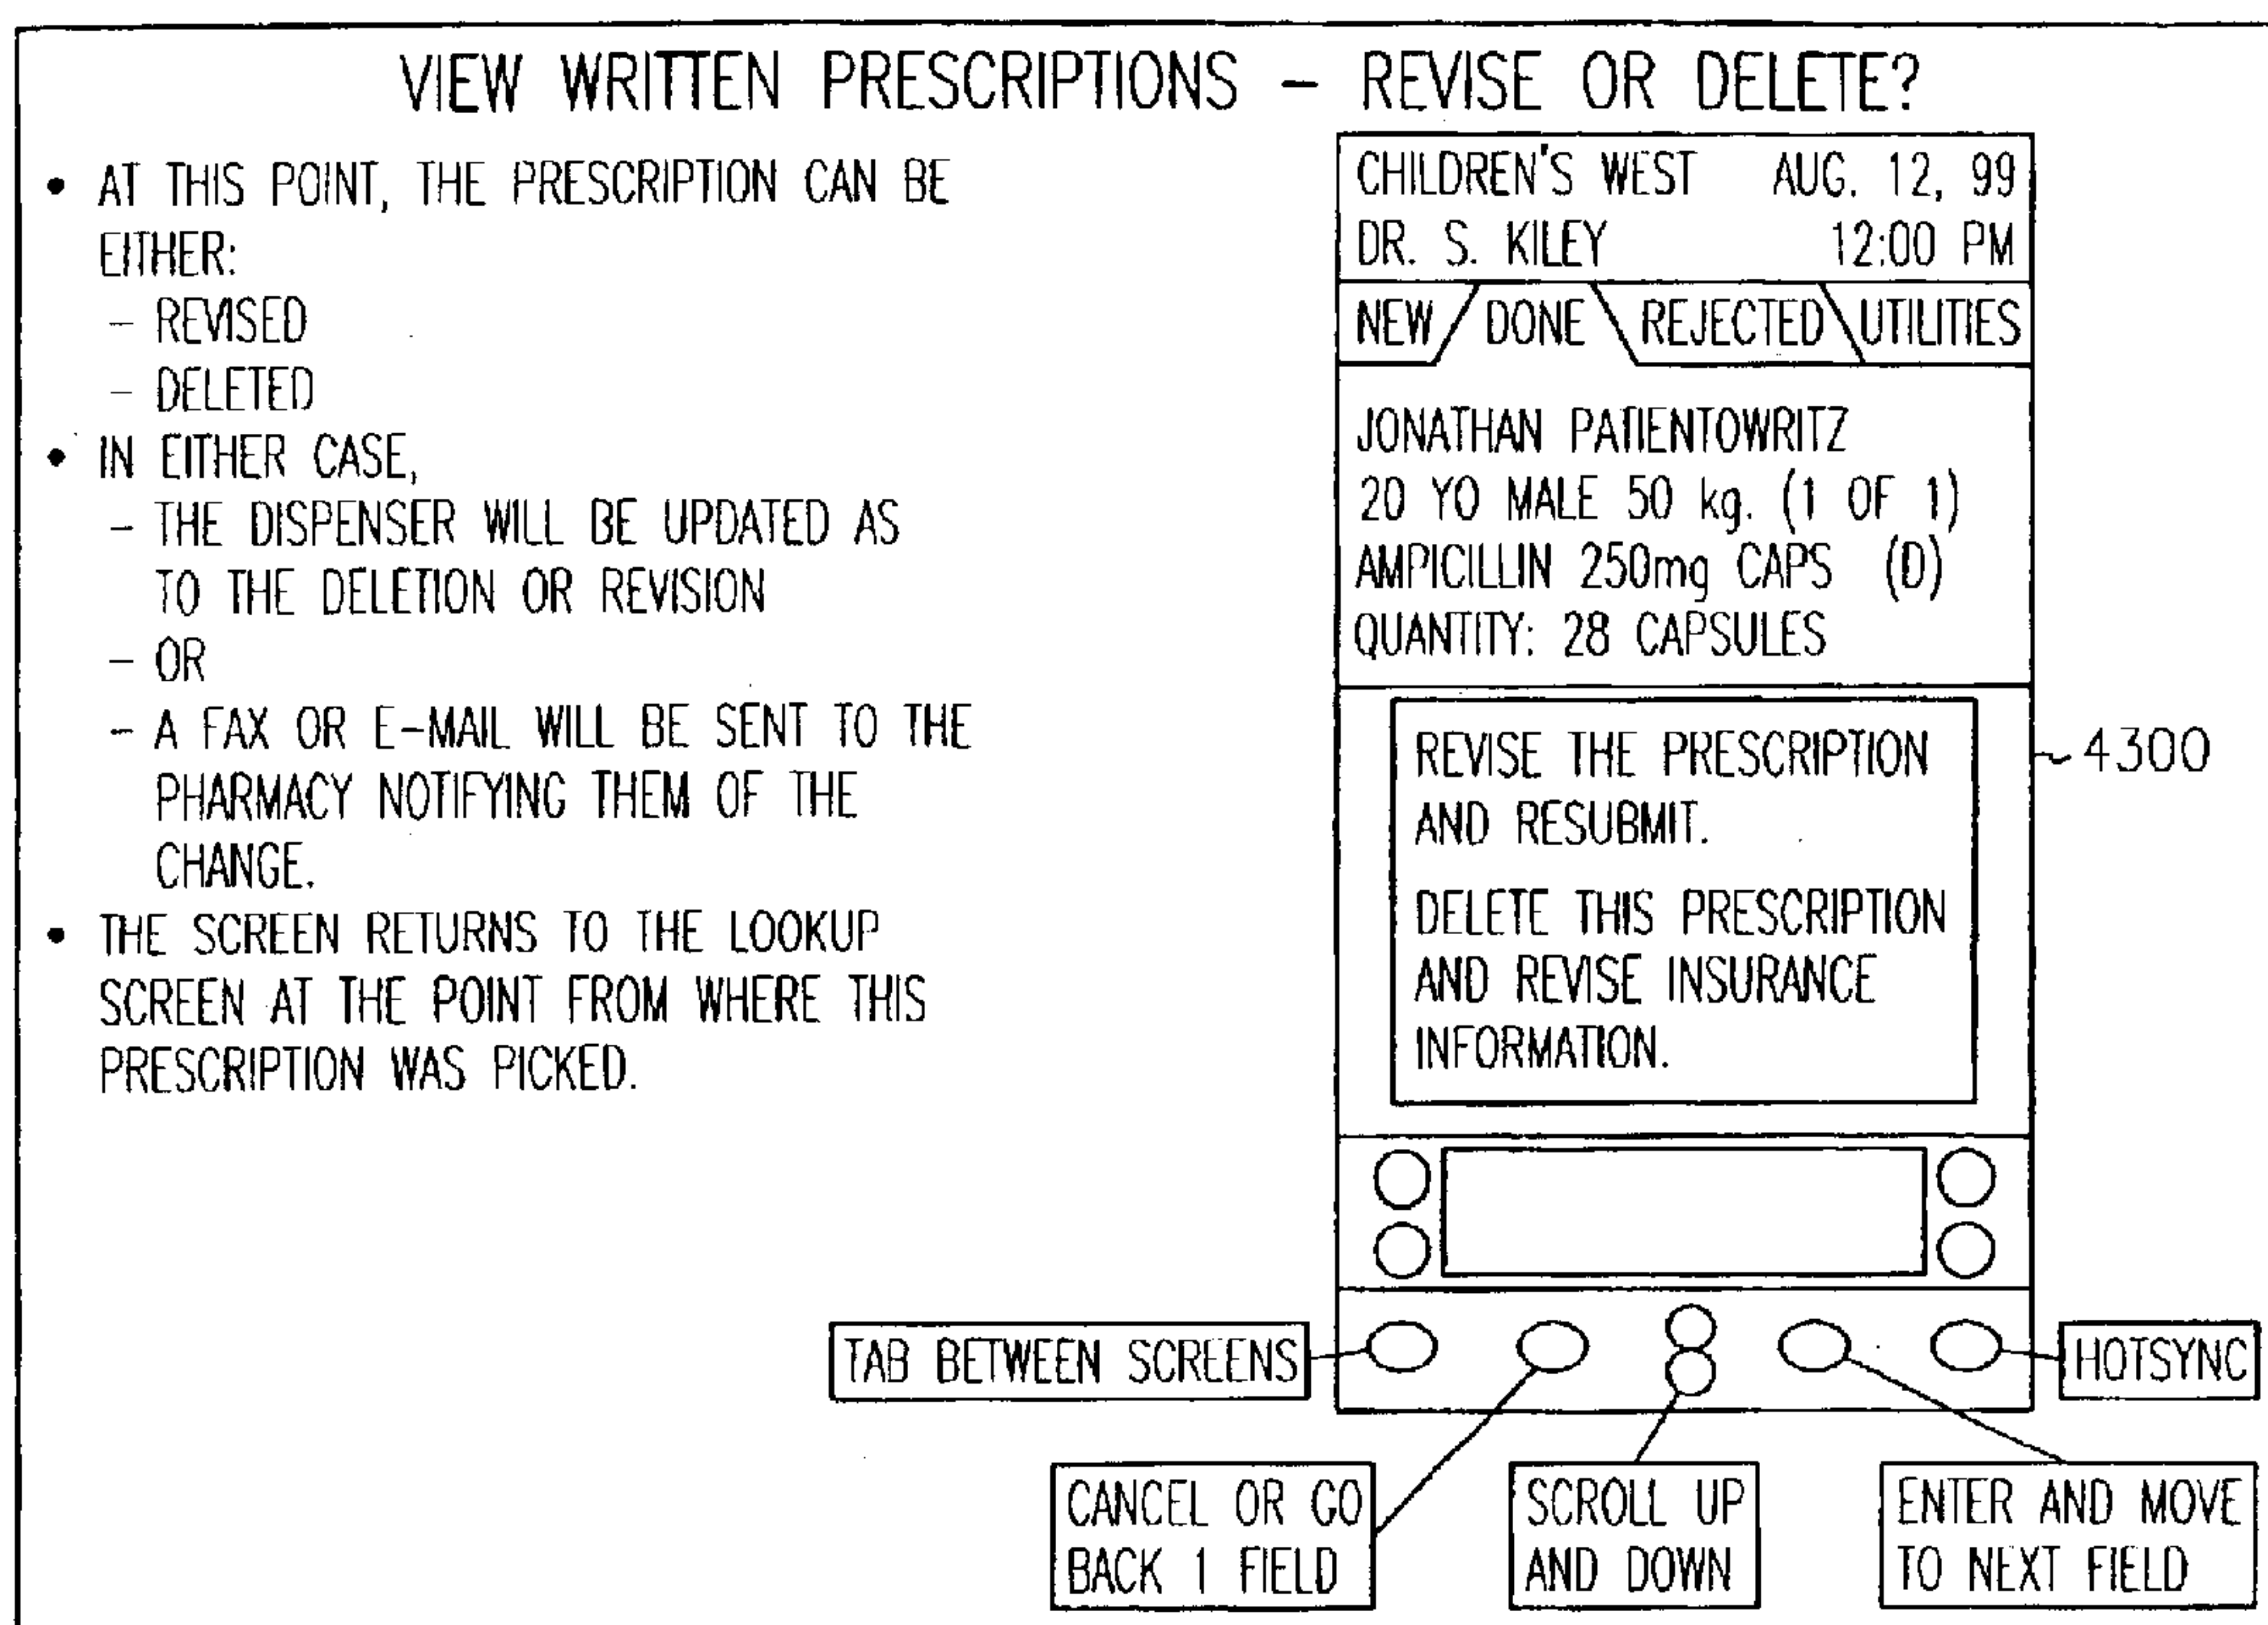 VIEW WRITTEN PRESCRIPTIONS – REVISE OR DELETE?
• AT THIS POINT, THE PRESCRIPTION CAN BE
EITHER:
– REVISED
– DELETED
• IN EITHER CASE,
– THE DISPENSER WILL BE UPDATED AS
TO THE DELETION OR REVISION
– OR
– A FAX OR E-MAIL WILL BE SENT TO THE
PHARMACY NOTIFYING THEM OF THE
CHANGE.
• THE SCREEN RETURNS TO THE LOOKUP
SCREEN AT THE POINT FROM WHERE THIS
PRESCRIPTION WAS PICKED.
CHILDREN'S WEST AUG. 12, 99
DR. S. KILEY 12:00 PM
NEW DONE REJECTED UTILITIES
JONATHAN PATIENTOWRITZ
20 YO MALE 50 kg. (1 OF 1)
AMPICILLIN 250mg CAPS (D)
QUANTITY: 28 CAPSULES
REVISE THE PRESCRIPTION
AND RESUBMIT.
DELETE THIS PRESCRIPTION
AND REVISE INSURANCE
INFORMATION.
4300
TAB BETWEEN SCREENS
HOTSYNC
CANCEL OR GO
BACK 1 FIELD
SCROLL UP
AND DOWN
ENTER AND MOVE
TO NEXT FIELD